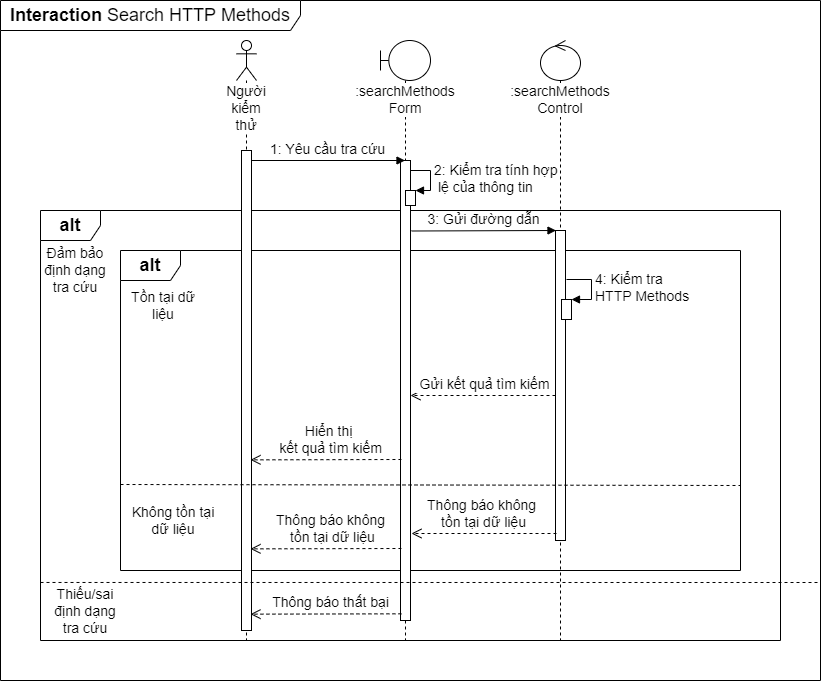 Interaction Search HTTP Methods
Người
kiểm
thử
:searchMethods
Form
:searchMethods
Control
1: Yêu cầu tra cứu
2: Kiểm tra tính hợp
lệ của thông tin
alt
3: Gửi đường dẫn
Đảm bảo
định dạng
tra cứu
alt
Tồn tại dữ
liệu
4: Kiểm tra
HTTP Methods
Gửi kết quả tìm kiếm
Hiển thị
kết quả tìm kiếm
Không tồn tại
dữ liệu
Thông báo không
tồn tại dữ liệu
Thông báo không
tồn tại dữ liệu
Thiếu/sai
định dạng
tra cứu
Thông báo thất bại